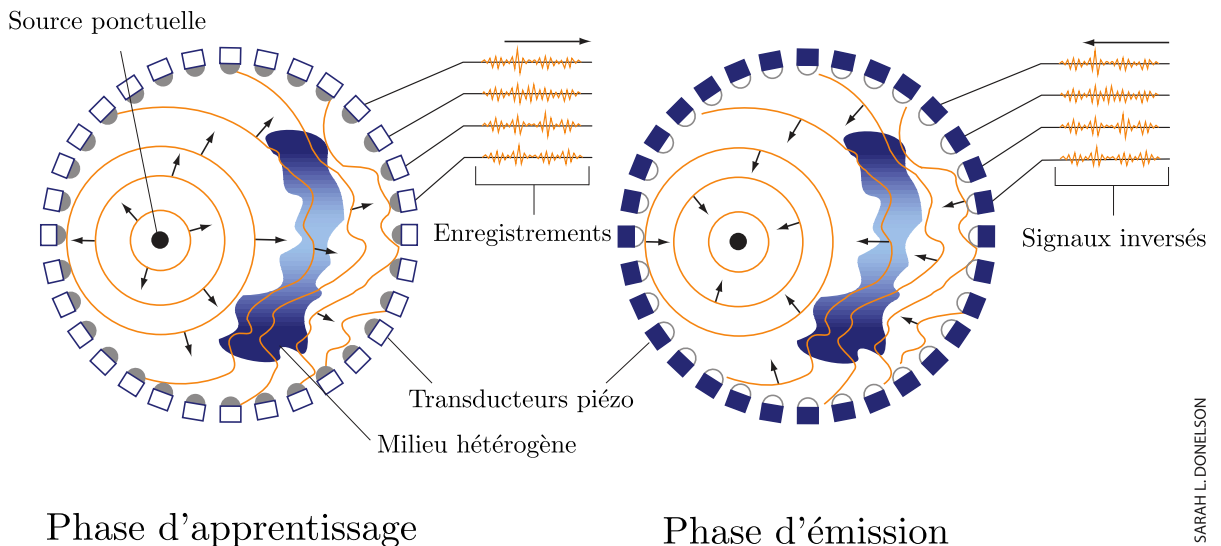 Source ponctuelle
Enregistrements
Signaux inversés
Transducteurs piézo
Milieu hétérogène
Phase d'apprentissage
Phase d'émission
SARAH L. DONELSON